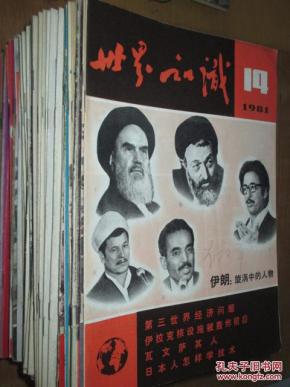 世界知识
14
1981
伊朗：旋涡中的人物
第三世界经济问题
伊拉克核设施被轰炸前后
瓦文萨其人
日本人怎样学技术